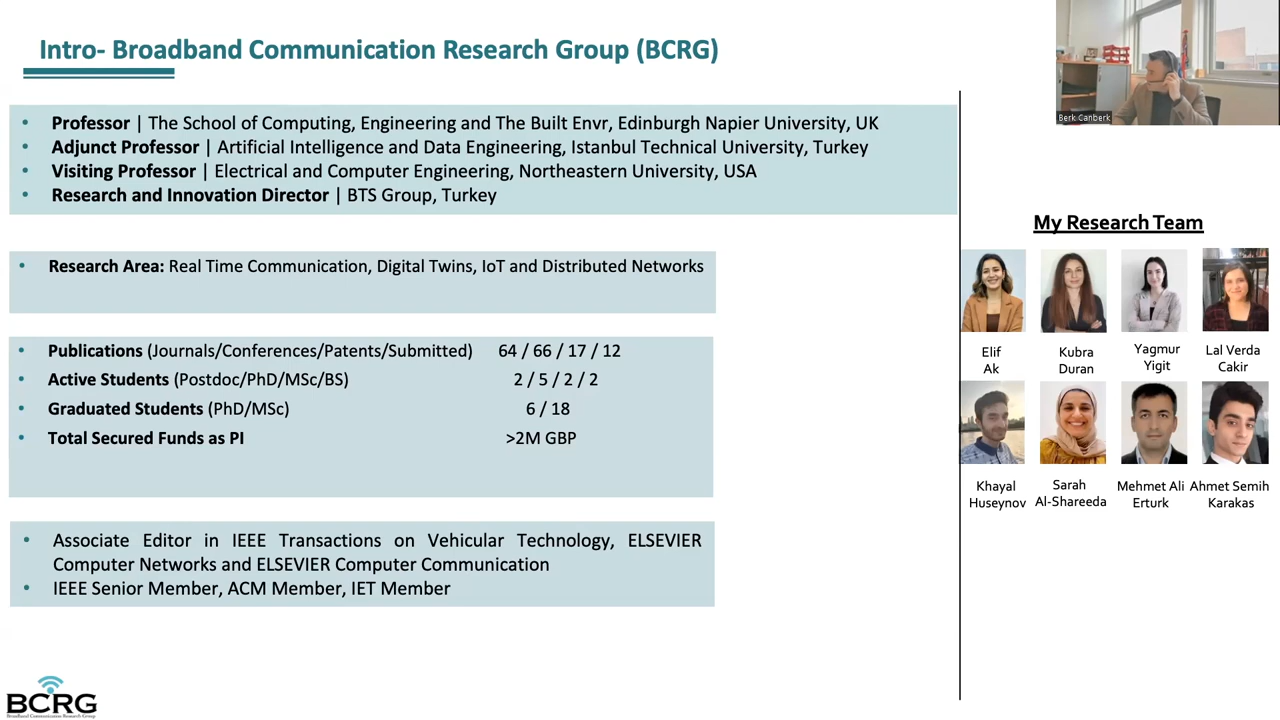 Intro- Broadband Communication Research Group (BCRG)
Berk Canberk
• Professor | The School of Computing, Engineering and The Built Envr, Edinburgh Napier University, UK
• Adjunct Professor | Artificial Intelligence and Data Engineering, Istanbul Technical University, Turkey
• Visiting Professor | Electrical and Computer Engineering, Northeastern University, USA
• Research and Innovation Director | BTS Group, Turkey
• Research Area: Real Time Communication, Digital Twins, IoT and Distributed Networks
• Publications (Journals/Conferences/Patents/Submitted) 64 / 66 / 17 / 12
• Active Students (Postdoc/PhD/MSc/BS) 2 / 5 / 2 / 2
• Graduated Students (PhD/MSc) 6 / 18
• Total Secured Funds as PI >2M GBP
• Associate Editor in IEEE Transactions on Vehicular Technology, ELSEVIER
Computer Networks and ELSEVIER Computer Communication
• IEEE Senior Member, ACM Member, IET Member
My Research Team
Elif
Ak
Kubra
Duran
Yagmur
Yigit
Lal Verda
Cakir
Khayal
Huseynov
Sarah
Al-Shareeda
Mehmet Ali
Erturk
Ahmet Semih
Karakas
BCRG
Broadband Communication Research Group